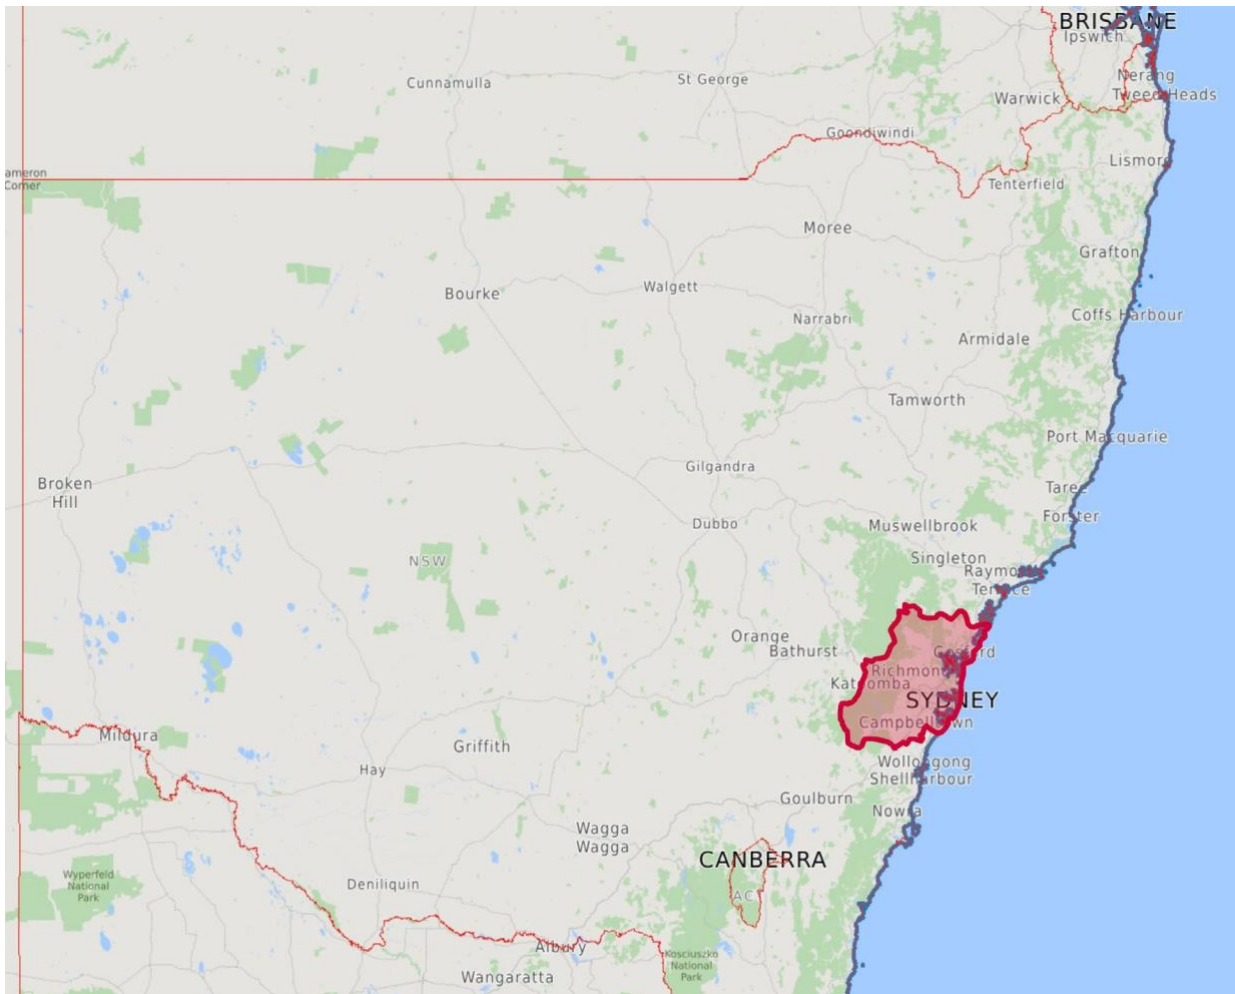 BRISBANE
Ipswich
Cunnamulla
St George
Nerang
Tweed Heads
Warwick
Goondiwindi
Lismore
ameron
Corner
Tenterfield
Moree
Grafton
Bourke
Walgett
Narrabri
Coffs Harbour
Armidale
Tamworth
Port Macquarie
Gilgandra
Broken
Hill
Taree
Forster
Dubbo
Muswellbrook
NSW
Singleton
Raymond
Terrace
Orange
Bathurst
Gosford
Richmond
Katoomba
SYDNEY
Campbelltown
Mildura
Griffith
Hay
Wollongong
Shellharbour
Goulburn
Nowra
Wagga
Wagga
CANBERRA
Wyperfeld
National
Park
Deniliquin
AC
Albury
Kosciuszko
National
Park
Wangaratta